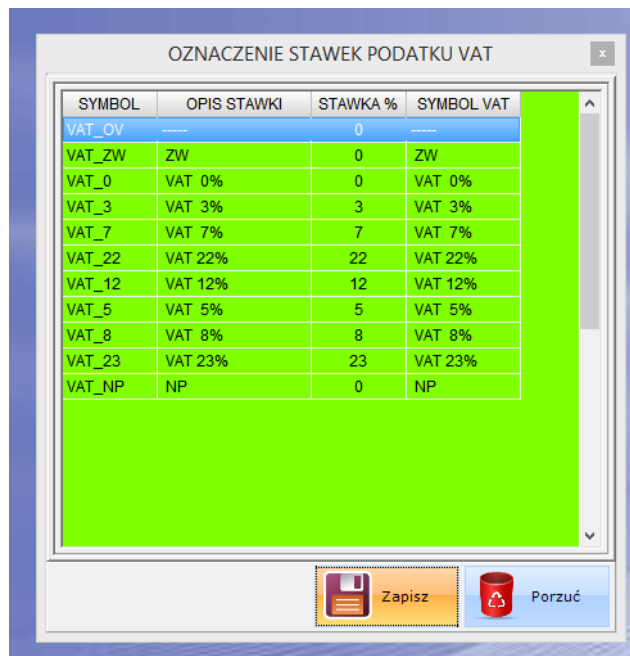 OZNACZENIE STAWEK PODATKU VAT x
SYMBOL OPIS STAWKI STAWKA % SYMBOL VAT
VAT_OV ----- 0 -----
VAT_ZW ZW 0 ZW
VAT_0 VAT 0% 0 VAT 0%
VAT_3 VAT 3% 3 VAT 3%
VAT_7 VAT 7% 7 VAT 7%
VAT_22 VAT 22% 22 VAT 22%
VAT_12 VAT 12% 12 VAT 12%
VAT_5 VAT 5% 5 VAT 5%
VAT_8 VAT 8% 8 VAT 8%
VAT_23 VAT 23% 23 VAT 23%
VAT_NP NP 0 NP
Zapisz Porzuć